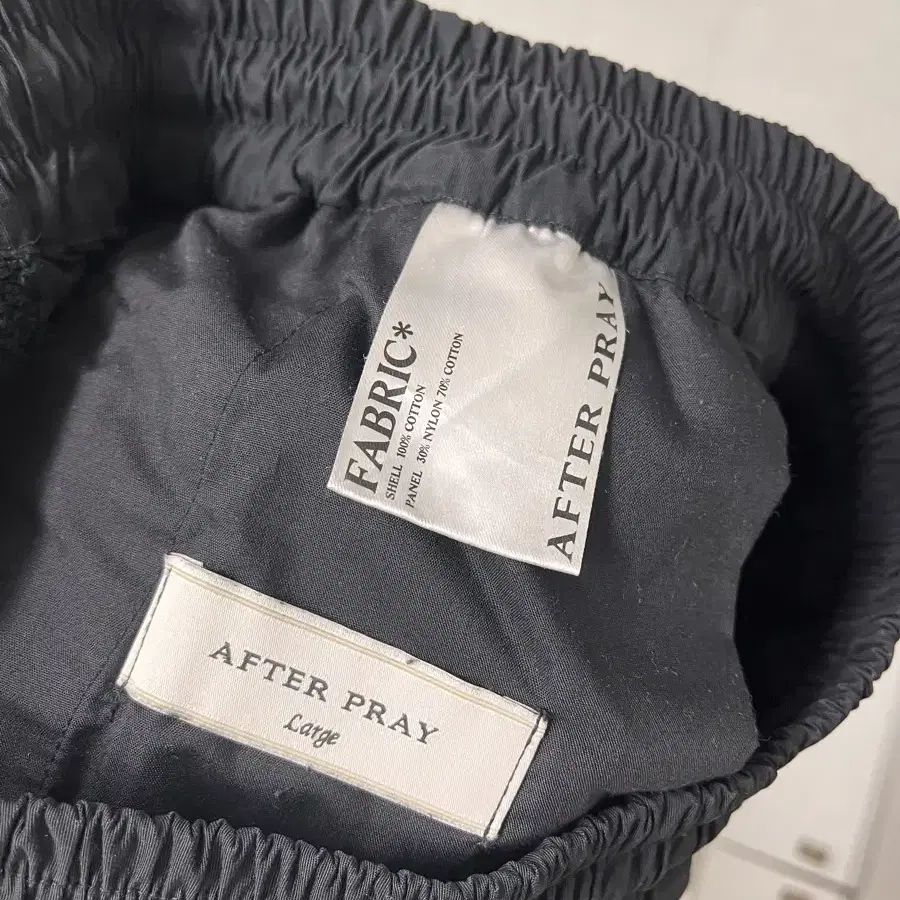 FABRIC*
SHELL 100% COTTON
PANEL 30% NYLON 70% COTTON
AFTER PRAY
AFTER PRAY
Large